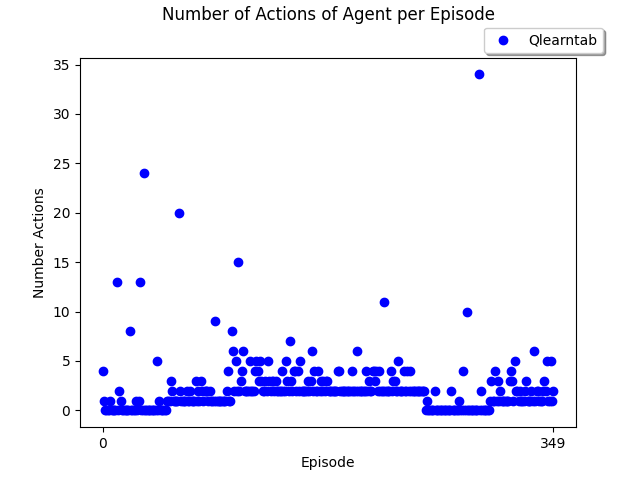 Number of Actions of Agent per Episode
Qlearntab
35
30
25
20
15
10
5
0
Number Actions
0
349
Episode